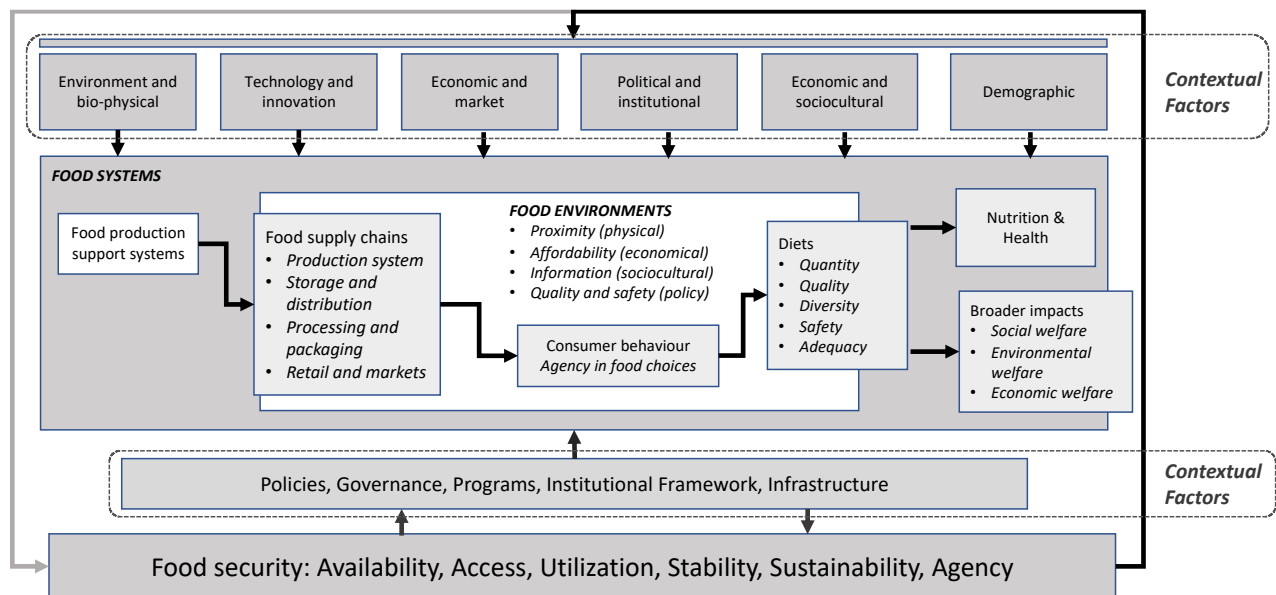 Environment and
bio-physical
Technology and
innovation
Economic and
market
Political and
institutional
Economic and
sociocultural
Demographic
Contextual
Factors
FOOD SYSTEMS
Food production
support systems
Food supply chains
• Production system
• Storage and
distribution
• Processing and
packaging
• Retail and markets
FOOD ENVIRONMENTS
• Proximity (physical)
• Affordability (economical)
• Information (sociocultural)
• Quality and safety (policy)
Consumer behaviour
Agency in food choices
Diets
• Quantity
• Quality
• Diversity
• Safety
• Adequacy
Nutrition &
Health
Broader impacts
• Social welfare
• Environmental
welfare
• Economic welfare
Policies, Governance, Programs, Institutional Framework, Infrastructure
Contextual
Factors
Food security: Availability, Access, Utilization, Stability, Sustainability, Agency